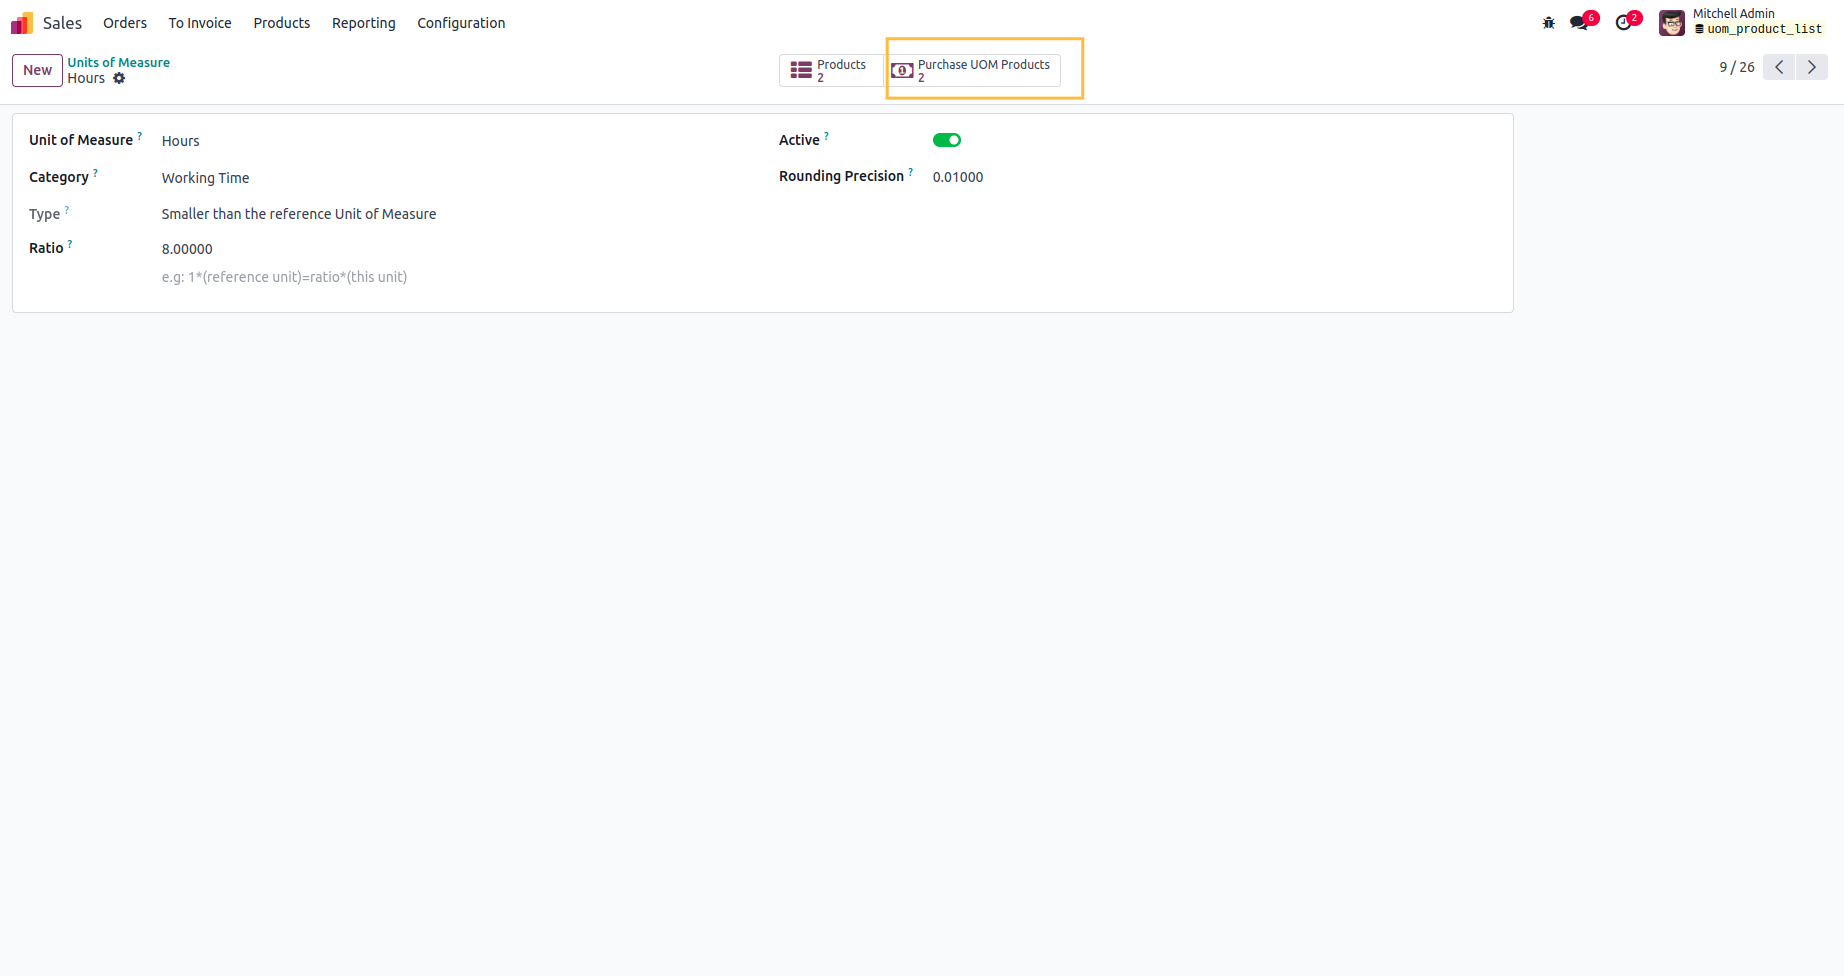 Sales Orders To Invoice Products Reporting Configuration 6 2 Mitchell Admin
uom_product_list
New Units of Measure
Hours
Products
2
Purchase UOM Products
2
9 / 26
Unit of Measure ? Hours
Active ?
Category ? Working Time
Rounding Precision ? 0.01000
Type ? Smaller than the reference Unit of Measure
Ratio ? 8.00000
e.g: 1*(reference unit)=ratio*(this unit)